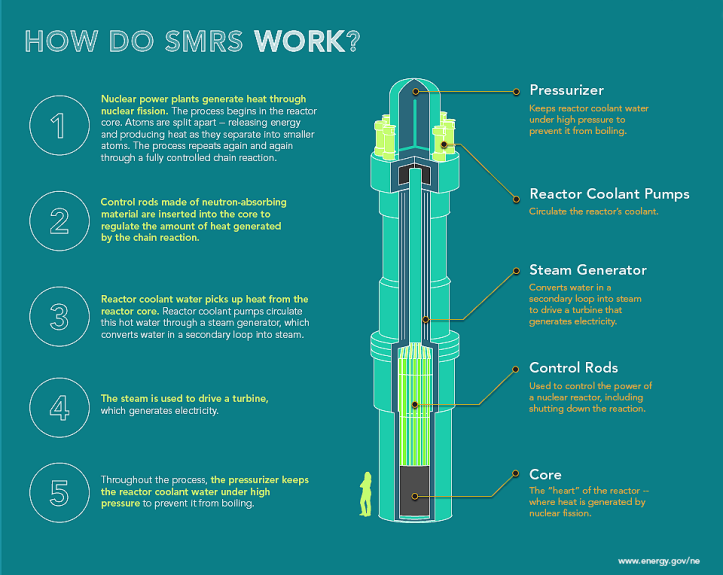 HOW DO SMRS WORK?
1
Nuclear power plants generate heat through
nuclear fission. The process begins in the reactor
core. Atoms are split apart – releasing energy
and producing heat as they separate into smaller
atoms. The process repeats again and again
through a fully controlled chain reaction.
2
Control rods made of neutron-absorbing
material are inserted into the core to
regulate the amount of heat generated
by the chain reaction.
3
Reactor coolant water picks up heat from the
reactor core. Reactor coolant pumps circulate
this hot water through a steam generator, which
converts water in a secondary loop into steam.
4
The steam is used to drive a turbine,
which generates electricity.
5
Throughout the process, the pressurizer keeps
the reactor coolant water under high
pressure to prevent it from boiling.
Pressurizer
Keeps reactor coolant water
under high pressure to
prevent it from boiling.
Reactor Coolant Pumps
Circulate the reactor's coolant.
Steam Generator
Converts water in a
secondary loop into steam
to drive a turbine that
generates electricity.
Control Rods
Used to control the power of
a nuclear reactor, including
shutting down the reaction.
Core
The "heart" of the reactor –
where heat is generated by
nuclear fission.
www.energy.gov/ne